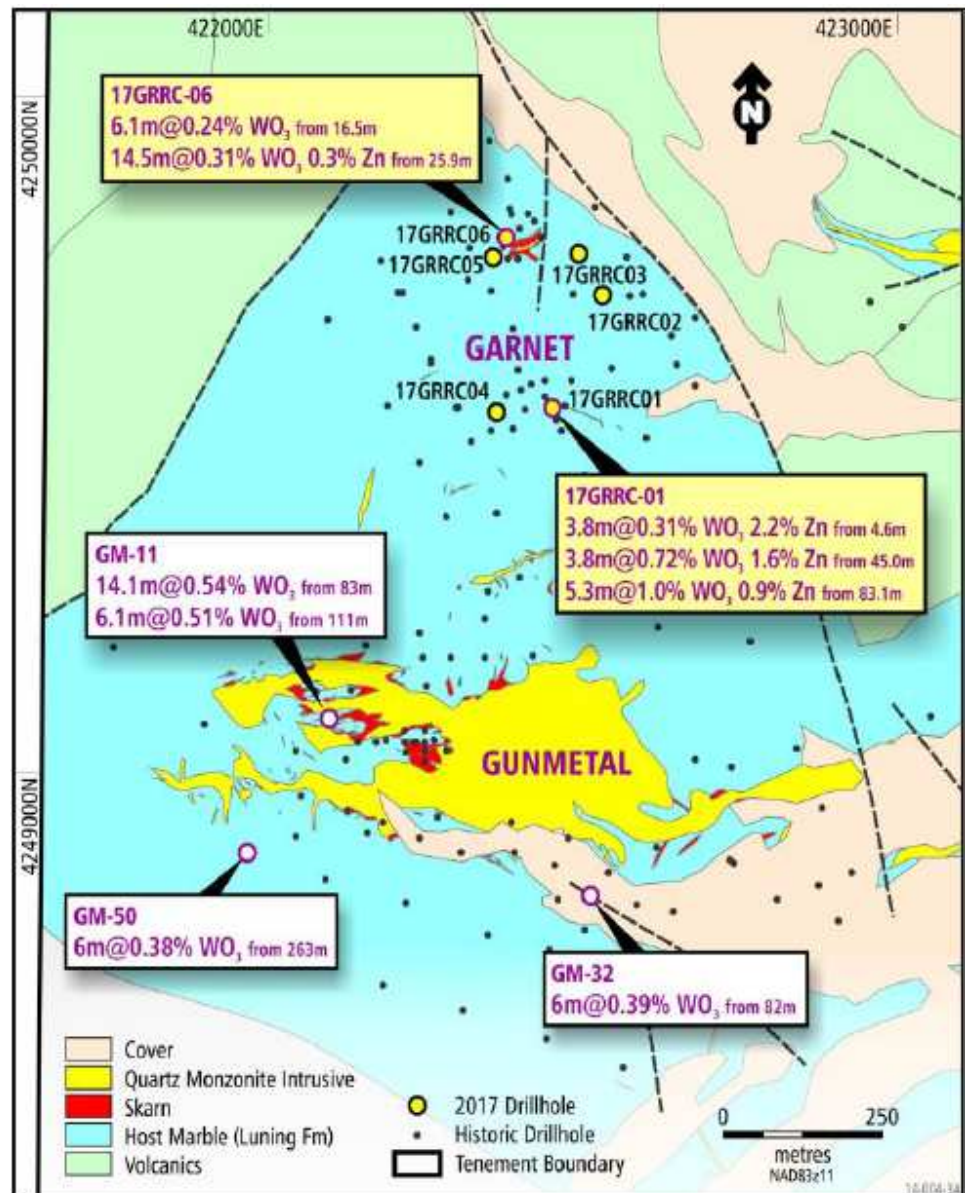 422000E
423000E
4250000N
4249000N
N
17GRRC-06
6.1m@0.24% WO₃ from 16.5m
14.5m@0.31% WO₃ 0.3% Zn from 25.9m
17GRRC06
17GRRC05
17GRRC03
17GRRC02
GARNET
17GRRC04
17GRRC01
17GRRC-01
3.8m@0.31% WO₃ 2.2% Zn from 4.6m
3.8m@0.72% WO₃ 1.6% Zn from 45.0m
5.3m@1.0% WO₃ 0.9% Zn from 83.1m
GM-11
14.1m@0.54% WO₃ from 83m
6.1m@0.51% WO₃ from 111m
GUNMETAL
GM-50
6m@0.38% WO₃ from 263m
GM-32
6m@0.39% WO₃ from 82m
Cover
Quartz Monzonite Intrusive
Skarn
Host Marble (Luning Fm)
Volcanics
2017 Drillhole
Historic Drillhole
Tenement Boundary
0 250
metres
NAD83z11